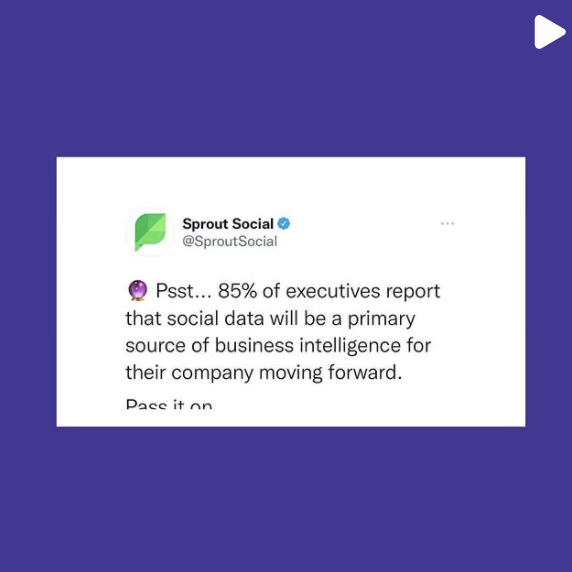 Sprout Social
@SproutSocial
🔮 Psst... 85% of executives report
that social data will be a primary
source of business intelligence for
their company moving forward.
Pass it on